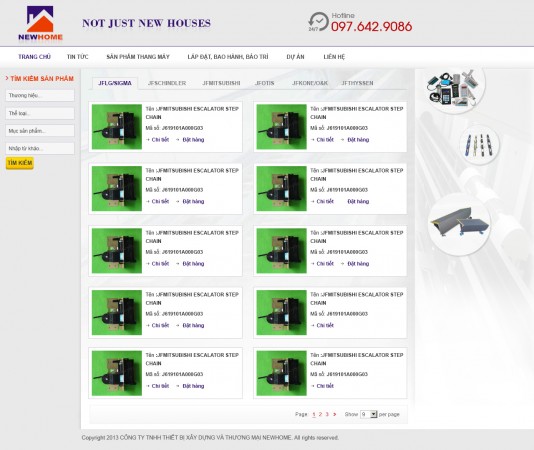 NEWHOME
NOT JUST NEW HOUSES
24/7
Hotline
097.642.9086
TRANG CHỦ TIN TỨC SẢN PHẨM THANG MÁY LẮP ĐẶT, BAO HÀNH, BẢO TRÌ DỰ ÁN LIÊN HỆ
TÌM KIẾM SẢN PHẨM
Thương hiệu...
Thể loại...
Mục sản phẩm...
Nhập từ khóa...
TÌM KIẾM
JFLG/SIGMA JFSCHINDLER JFMITSUBISHI JFOTIS JFKONE/O&K JFTHYSSEN
Tên :JFMITSUBISHI ESCALATOR STEP CHAIN
Mã số: J619101A000G03
Chi tiết Đặt hàng
Tên :JFMITSUBISHI ESCALATOR STEP CHAIN
Mã số: J619101A000G03
Chi tiết Đặt hàng
Tên :JFMITSUBISHI ESCALATOR STEP CHAIN
Mã số: J619101A000G03
Chi tiết Đặt hàng
Tên :JFMITSUBISHI ESCALATOR STEP CHAIN
Mã số: J619101A000G03
Chi tiết Đặt hàng
Tên :JFMITSUBISHI ESCALATOR STEP CHAIN
Mã số: J619101A000G03
Chi tiết Đặt hàng
Tên :JFMITSUBISHI ESCALATOR STEP CHAIN
Mã số: J619101A000G03
Chi tiết Đặt hàng
Tên :JFMITSUBISHI ESCALATOR STEP CHAIN
Mã số: J619101A000G03
Chi tiết Đặt hàng
Tên :JFMITSUBISHI ESCALATOR STEP CHAIN
Mã số: J619101A000G03
Chi tiết
Tên :JFMITSUBISHI ESCALATOR STEP CHAIN
Mã số: J619101A000G03
Chi tiết Đặt hàng
Tên :JFMITSUBISHI ESCALATOR STEP CHAIN
Mã số: J619101A000G03
Chi tiết
Page 1 2 3 Show 9 per page
Copyright 2013 CÔNG TY TNHH THIẾT BỊ XÂY DỰNG VÀ THƯƠNG MẠI NEWHOME. All rights reserved.